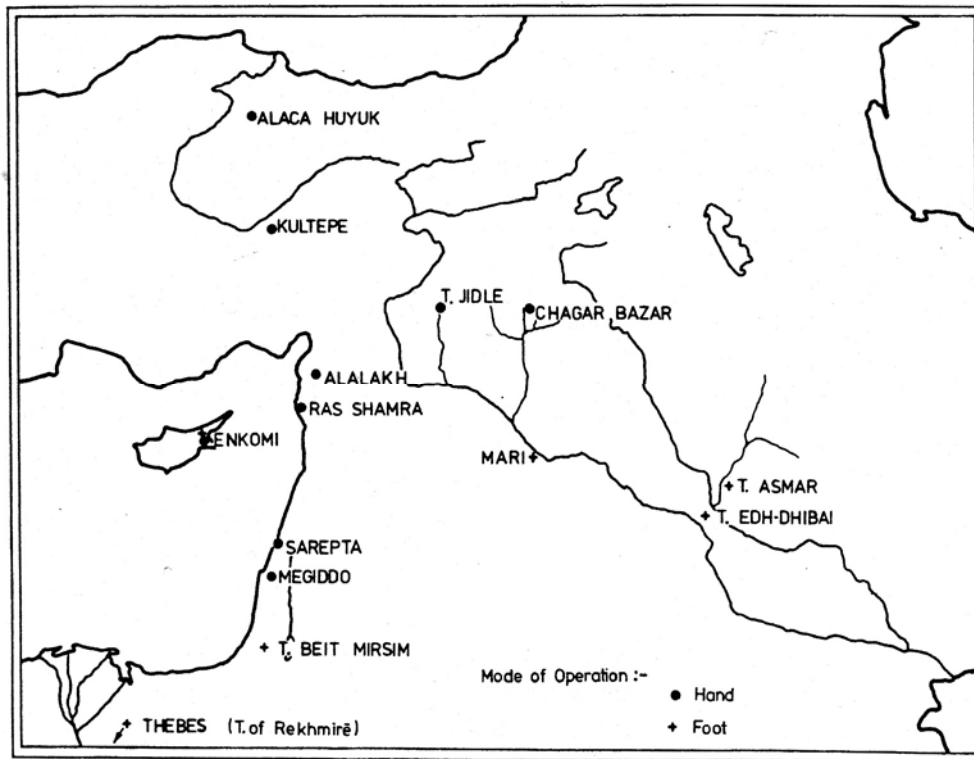 ALACA HUYUK
KULTEPE
T. JIDLE
CHAGAR BAZAR
ALALAKH
RAS SHAMRA
ENKOMI
MARI
T. ASMAR
T. EDH-DHIBAI
SAREPTA
MEGIDDO
T. BEIT MIRSIM
Mode of Operation :-
Hand
Foot
THEBES (T. of Rekhmirē)